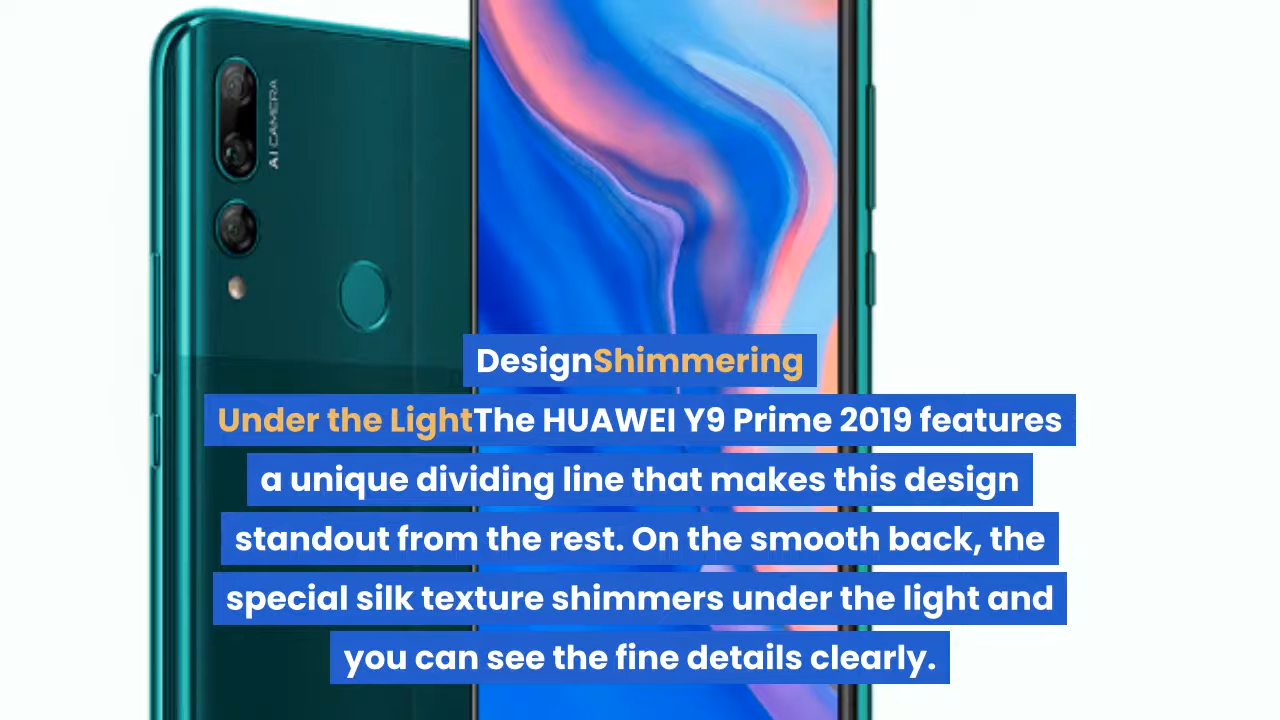 AI CAMERA
DesignShimmering
Under the LightThe HUAWEI Y9 Prime 2019 features
a unique dividing line that makes this design
standout from the rest. On the smooth back, the
special silk texture shimmers under the light and
you can see the fine details clearly.